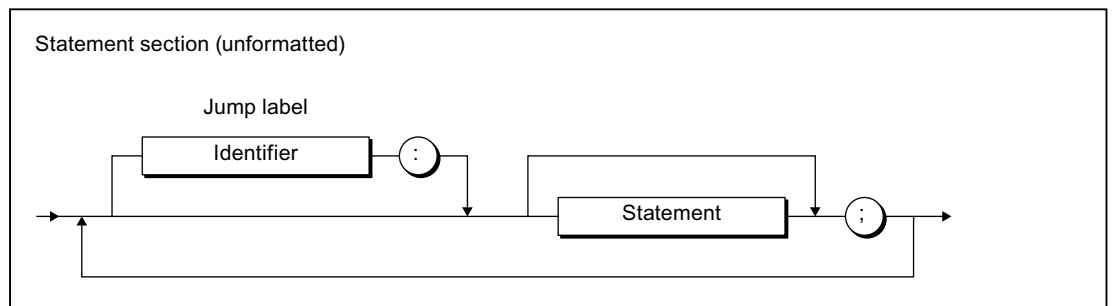 Statement section (unformatted)
Jump label
Identifier
:
Statement
;